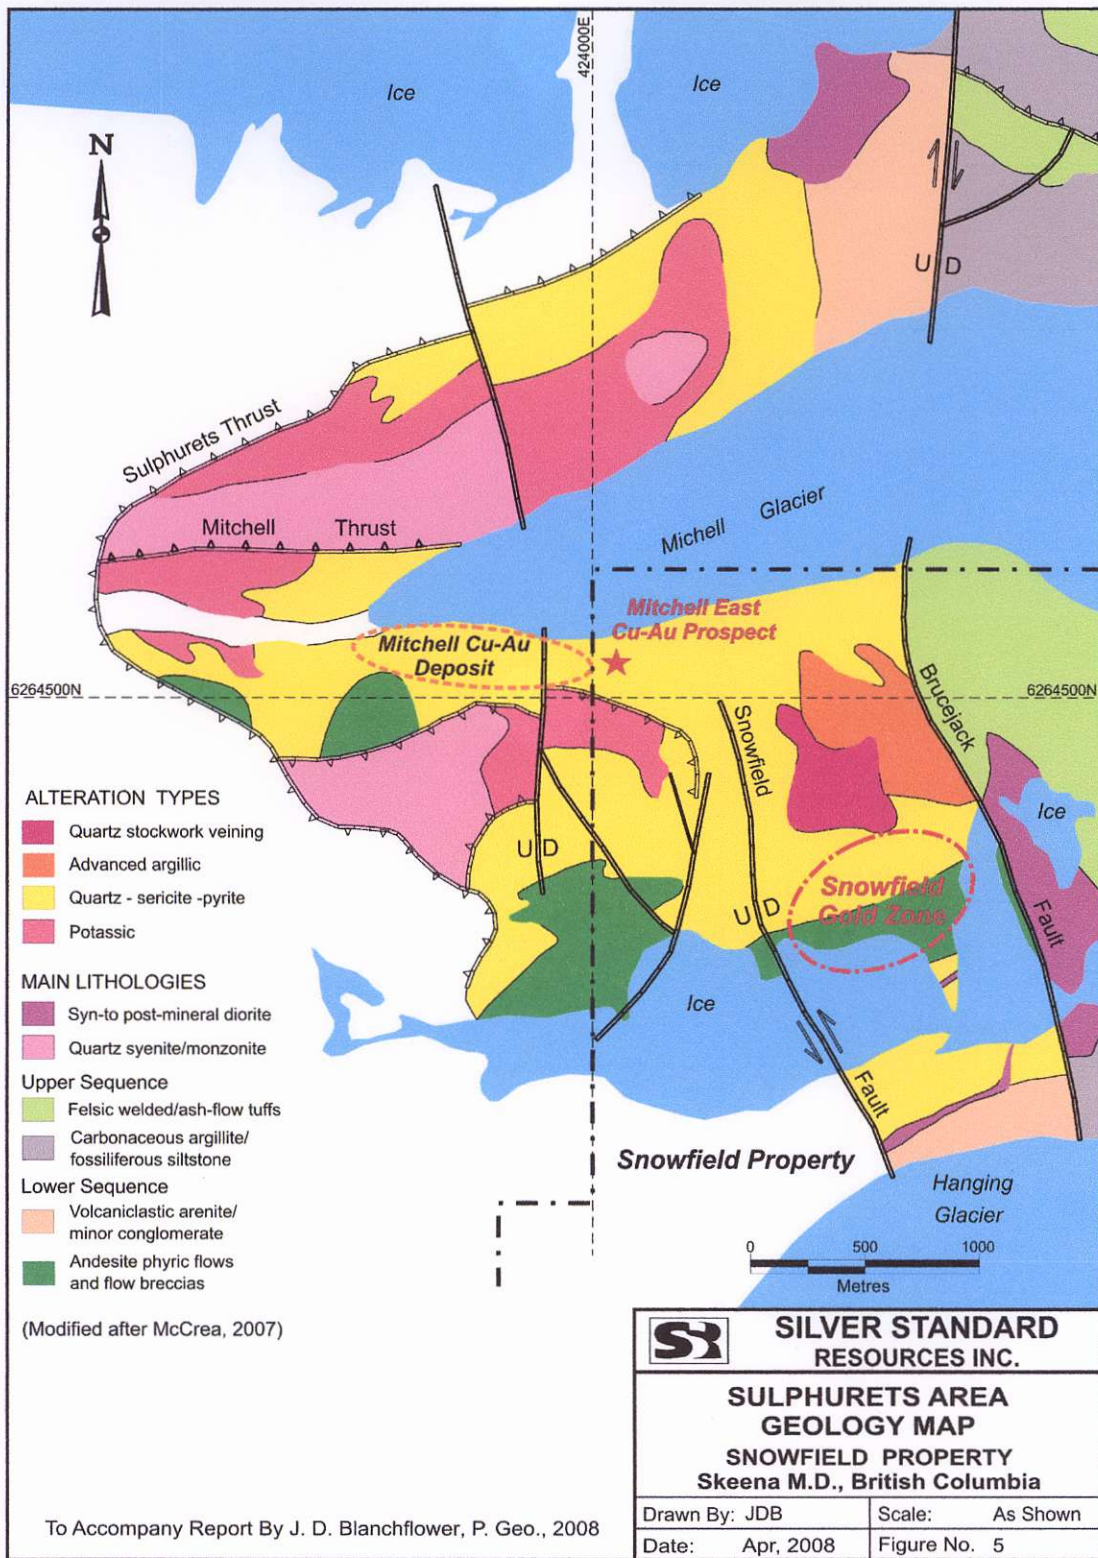 424000E
Ice
Ice
N
U D
Sulphurets Thrust
Mitchell Thrust
Michell Glacier
Mitchell East
Cu-Au Prospect
Mitchell Cu-Au
Deposit
6264500N
6264500N
Snowfield
Brucejack
Ice
ALTERATION TYPES
Quartz stockwork veining
Advanced argillic
Quartz - sericite -pyrite
Potassic
U D
U D
Snowfield
Gold Zone
Fault
Ice
MAIN LITHOLOGIES
Syn-to post-mineral diorite
Quartz syenite/monzonite
Upper Sequence
Felsic welded/ash-flow tuffs
Carbonaceous argillite/
fossiliferous siltstone
Lower Sequence
Volcaniclastic arenite/
minor conglomerate
Andesite phyric flows
and flow breccias
Fault
Snowfield Property
Hanging
Glacier
0 500 1000
Metres
(Modified after McCrea, 2007)
SR
SILVER STANDARD
RESOURCES INC.
SULPHURETS AREA
GEOLOGY MAP
SNOWFIELD PROPERTY
Skeena M.D., British Columbia
Drawn By: JDB
Scale: As Shown
Date: Apr, 2008
Figure No. 5
To Accompany Report By J. D. Blanchflower, P. Geo., 2008